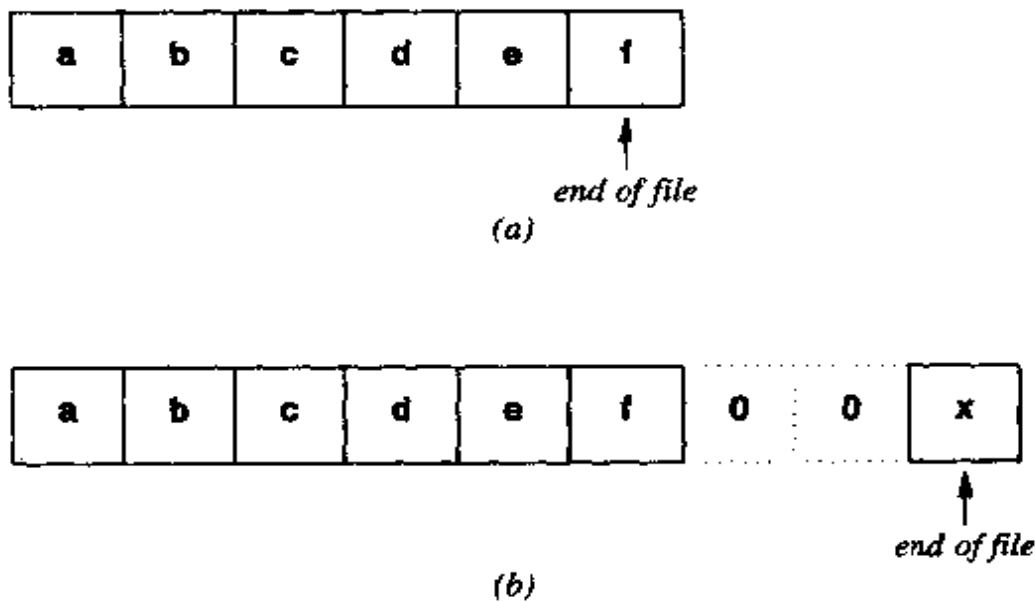 a b c d e f
end of file
(a)
a b c d e f 0 0 x
end of file
(b)